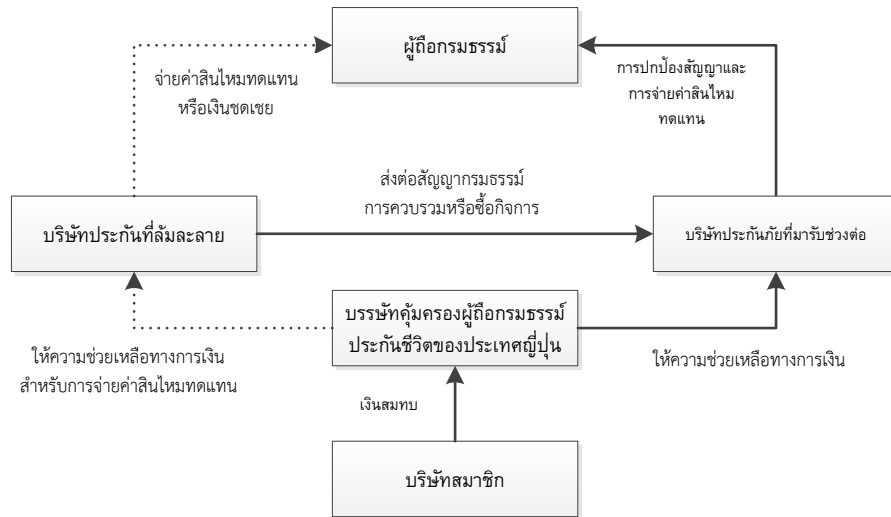 ผู้ถือกรมธรรม์
จ่ายค่าสินไหมทดแทน
หรือเงินชดเชย
การปกป้องสัญญาและ
การจ่ายค่าสินไหม
ทดแทน
ส่งต่อสัญญากรมธรรม์
การควบรวมหรือซื้อกิจการ
บริษัทประกันที่ล้มละลาย
บริษัทประกันภัยที่มารับช่วงต่อ
บรรษัทคุ้มครองผู้ถือกรมธรรม์
ประกันชีวิตของประเทศญี่ปุ่น
ให้ความช่วยเหลือทางการเงิน
สำหรับการจ่ายค่าสินไหมทดแทน
ให้ความช่วยเหลือทางการเงิน
เงินสมทบ
บริษัทสมาชิก